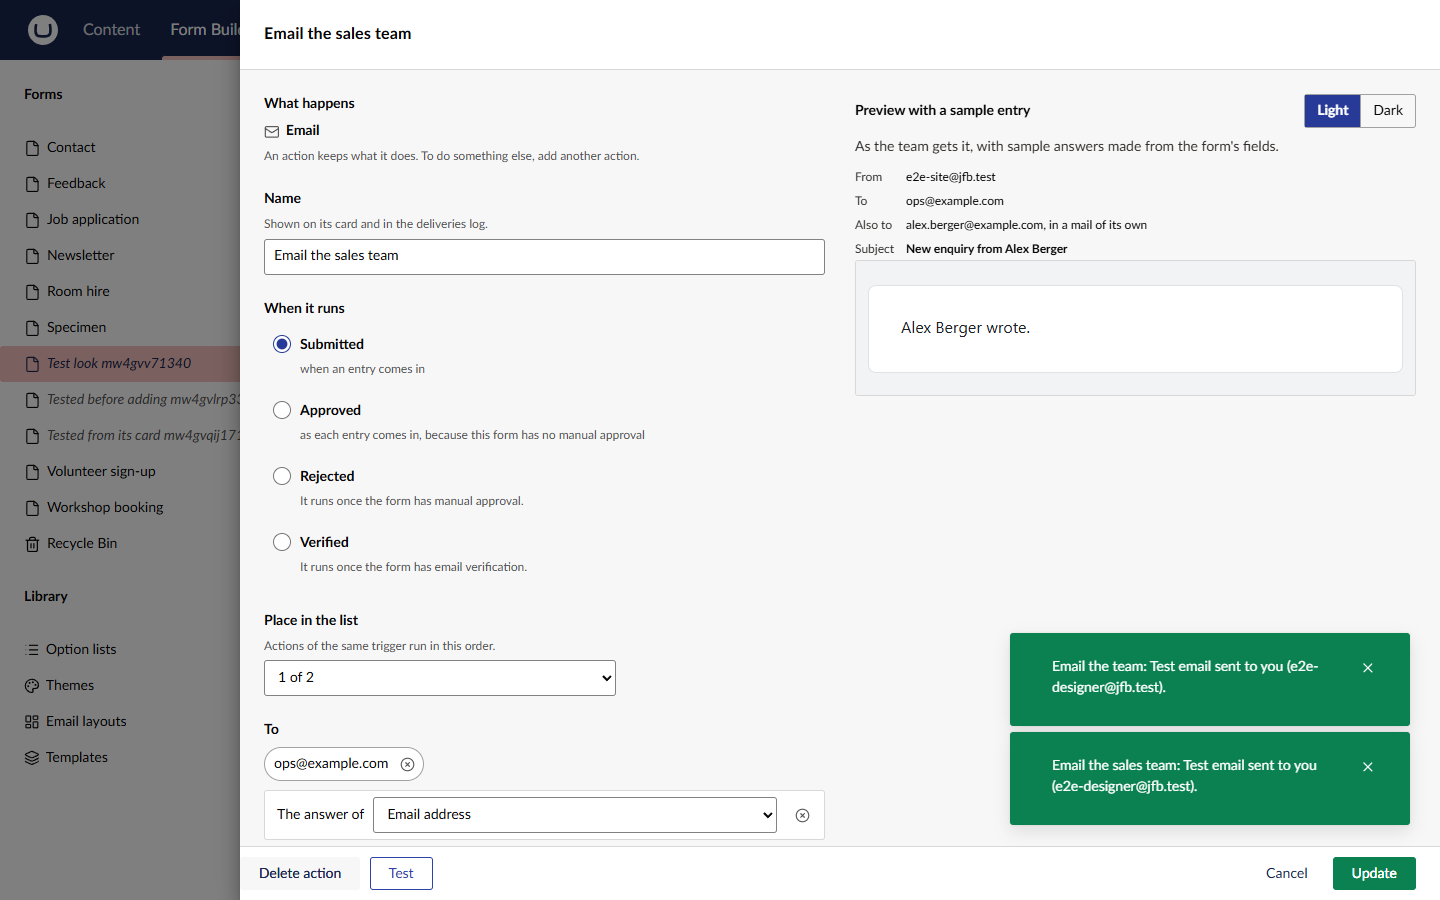 Content
Form Buil
Forms
Contact
Feedback
Job application
Newsletter
Room hire
Specimen
Test look mw4gvv71340
Tested before adding mw4gvlrp33
Tested from its card mw4gvqij171
Volunteer sign-up
Workshop booking
Recycle Bin
Library
Option lists
Themes
Email layouts
Templates
Email the sales team
What happens
Email
An action keeps what it does. To do something else, add another action.
Name
Shown on its card and in the deliveries log.
Email the sales team
When it runs
Submitted
when an entry comes in
Approved
as each entry comes in, because this form has no manual approval
Rejected
It runs once the form has manual approval.
Verified
It runs once the form has email verification.
Place in the list
Actions of the same trigger run in this order.
1 of 2
To
ops@example.com
The answer of Email address
Preview with a sample entry
Light Dark
As the team gets it, with sample answers made from the form's fields.
From e2e-site@jfb.test
To ops@example.com
Also to alex.berger@example.com, in a mail of its own
Subject New enquiry from Alex Berger
Alex Berger wrote.
Email the team: Test email sent to you (e2e-
designer@jfb.test).
Email the sales team: Test email sent to you
(e2e-designer@jfb.test).
Delete action
Test
Cancel
Update